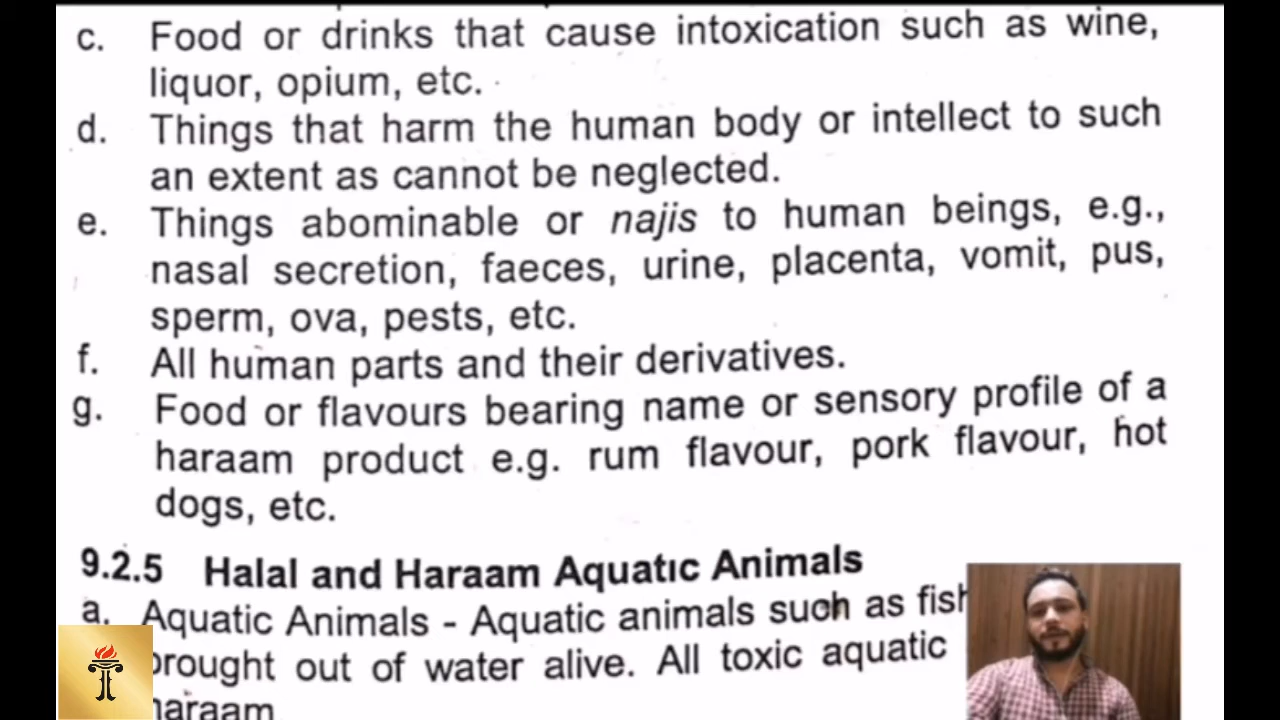 c. Food or drinks that cause intoxication such as wine,
liquor, opium, etc.
d. Things that harm the human body or intellect to such
an extent as cannot be neglected.
e. Things abominable or najis to human beings, e.g.,
nasal secretion, faeces, urine, placenta, vomit, pus,
sperm, ova, pests, etc.
f. All human parts and their derivatives.
g. Food or flavours bearing name or sensory profile of a
haraam product e.g. rum flavour, pork flavour, hot
dogs, etc.
9.2.5 Halal and Haraam Aquatic Animals
a. Aquatic Animals - Aquatic animals such as fish
brought out of water alive. All toxic aquatic
haraam